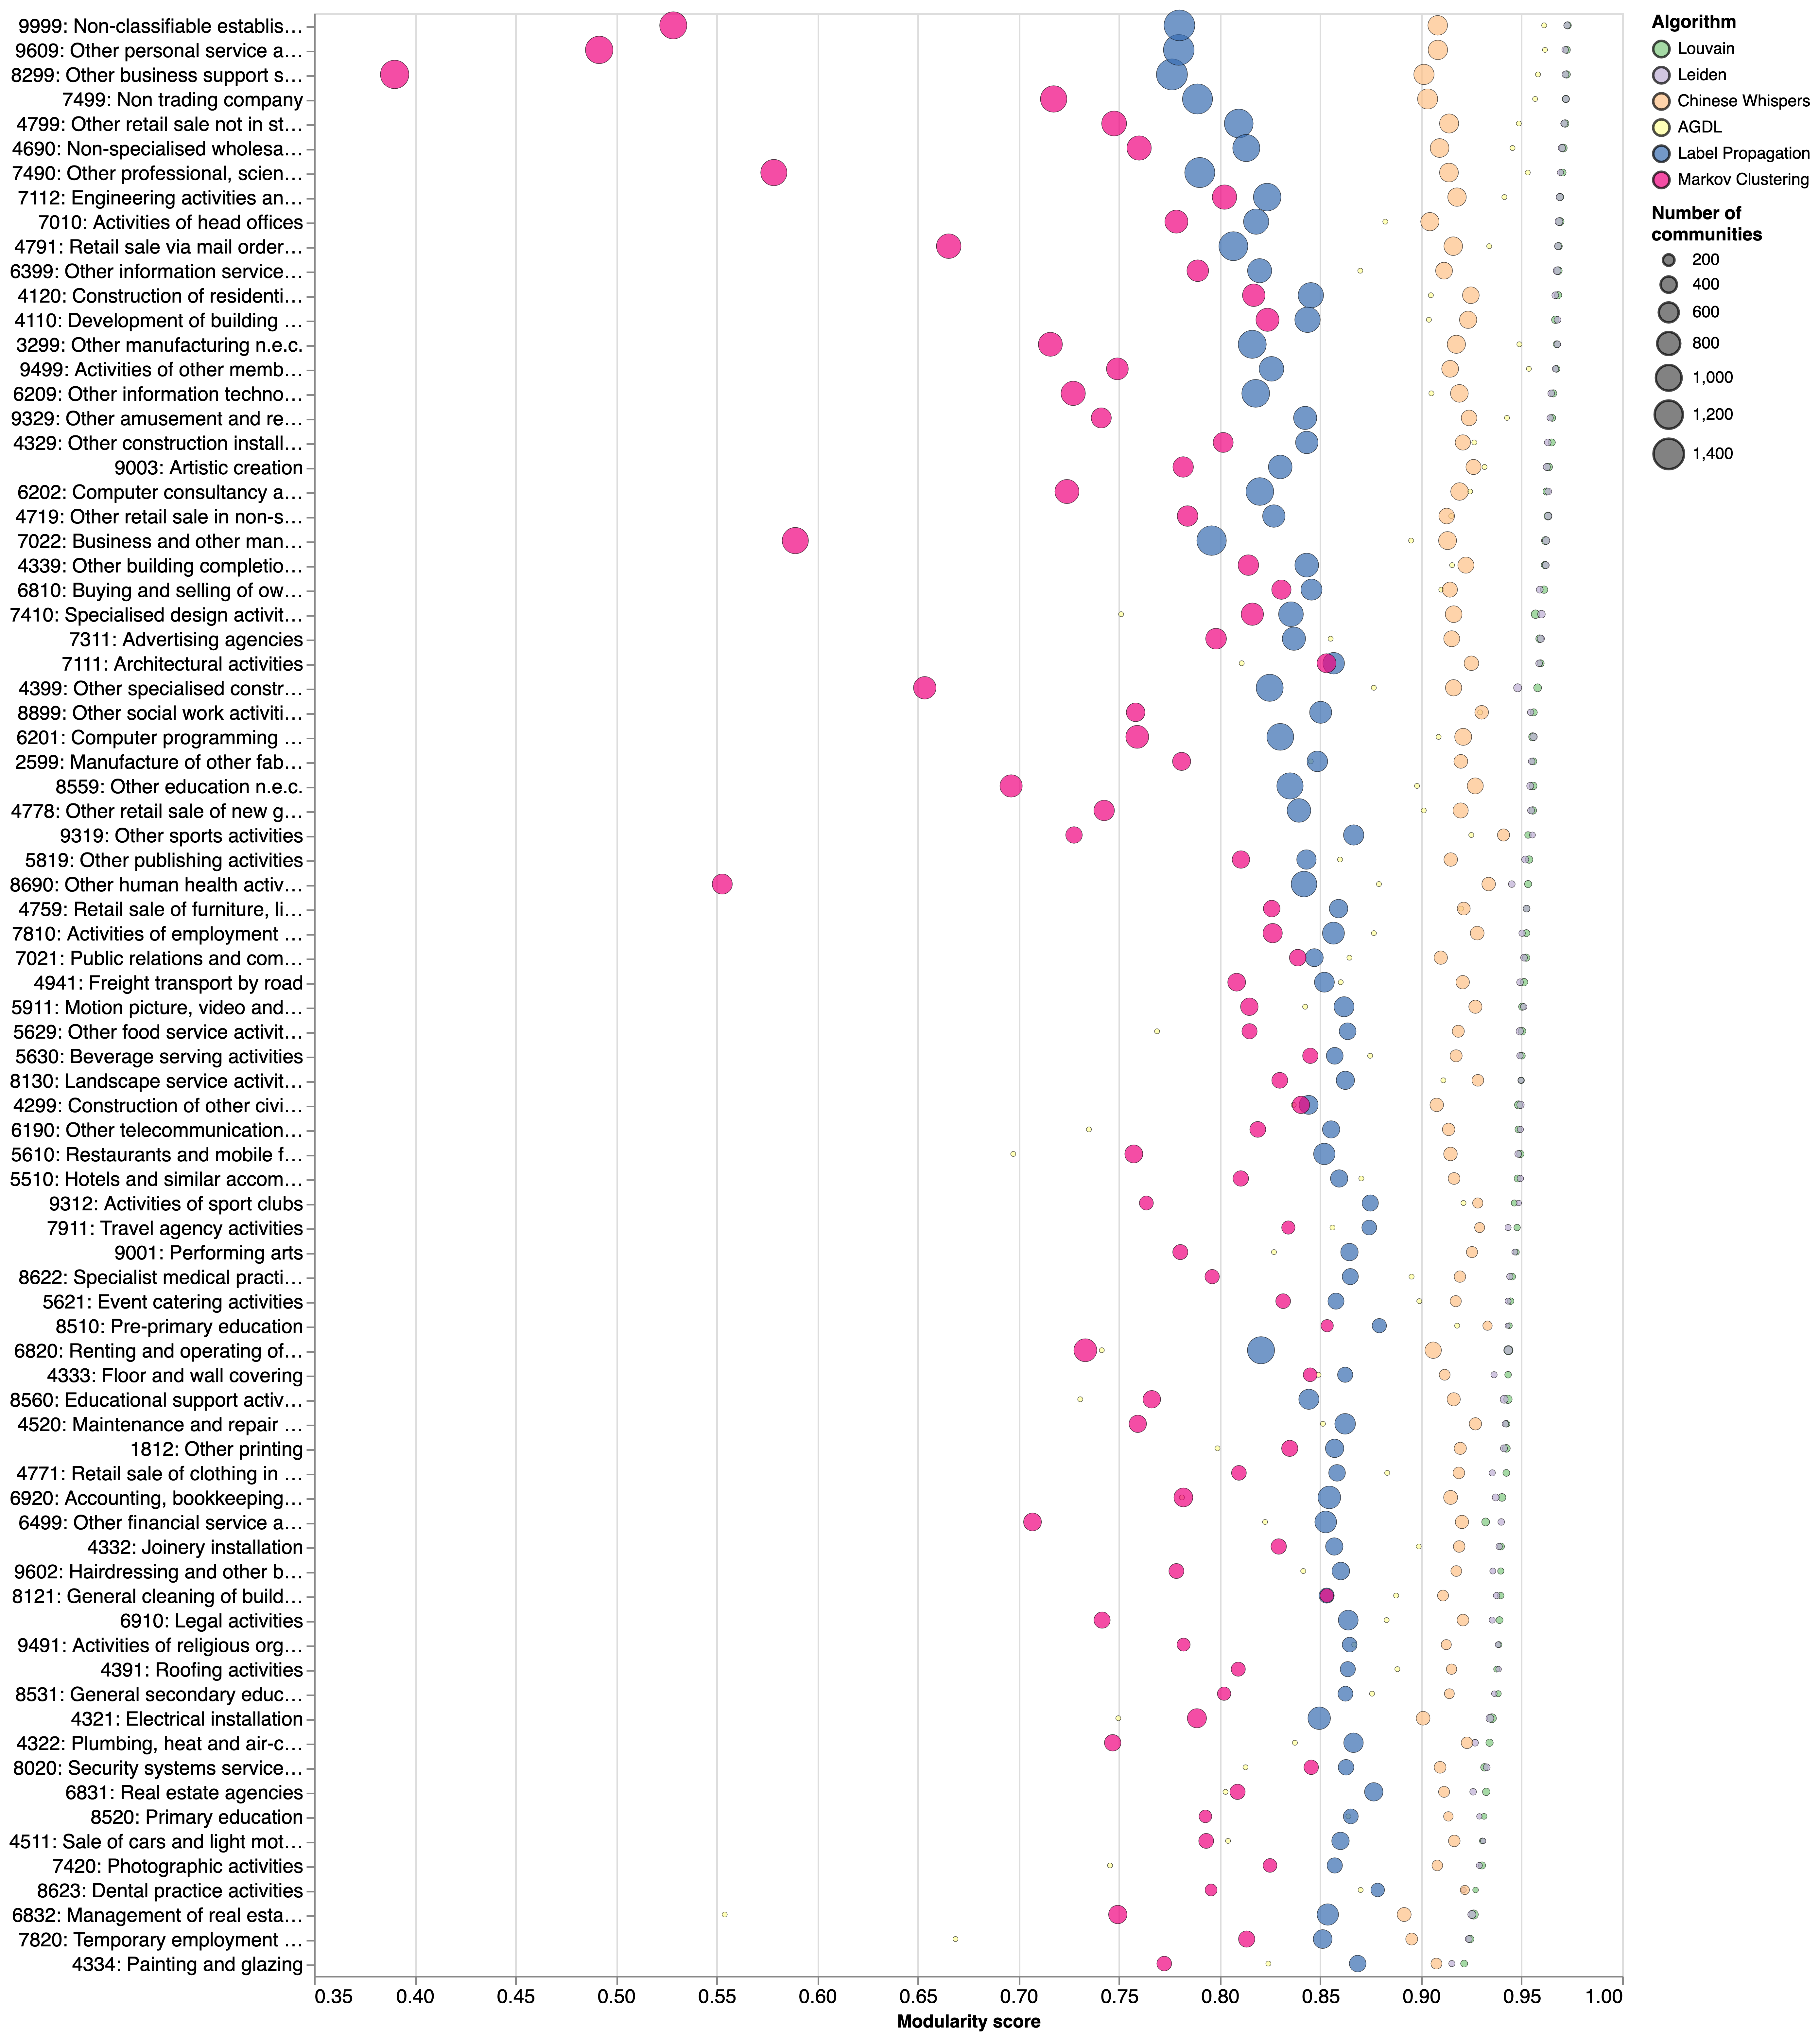 9999: Non-classifiable establis…
9609: Other personal service a…
8299: Other business support s…
7499: Non trading company
4799: Other retail sale not in st…
4690: Non-specialised wholesa…
7490: Other professional, scien…
7112: Engineering activities an…
7010: Activities of head offices
4791: Retail sale via mail order…
6399: Other information service…
4120: Construction of residenti…
4110: Development of building …
3299: Other manufacturing n.e.c.
9499: Activities of other memb…
6209: Other information techno…
9329: Other amusement and re…
4329: Other construction install…
9003: Artistic creation
6202: Computer consultancy a…
4719: Other retail sale in non-s…
7022: Business and other man…
4339: Other building completio…
6810: Buying and selling of ow…
7410: Specialised design activit…
7311: Advertising agencies
7111: Architectural activities
4399: Other specialised constr…
8899: Other social work activiti…
6201: Computer programming …
2599: Manufacture of other fab…
8559: Other education n.e.c.
4778: Other retail sale of new g…
9319: Other sports activities
5819: Other publishing activities
8690: Other human health activ…
4759: Retail sale of furniture, li…
7810: Activities of employment …
7021: Public relations and com…
4941: Freight transport by road
5911: Motion picture, video and…
5629: Other food service activit…
5630: Beverage serving activities
8130: Landscape service activit…
4299: Construction of other civi…
6190: Other telecommunication…
5610: Restaurants and mobile f…
5510: Hotels and similar accom…
9312: Activities of sport clubs
7911: Travel agency activities
9001: Performing arts
8622: Specialist medical practi…
5621: Event catering activities
8510: Pre-primary education
6820: Renting and operating of…
4333: Floor and wall covering
8560: Educational support activ…
4520: Maintenance and repair …
1812: Other printing
4771: Retail sale of clothing in …
6920: Accounting, bookkeeping…
6499: Other financial service a…
4332: Joinery installation
9602: Hairdressing and other b…
8121: General cleaning of build…
6910: Legal activities
9491: Activities of religious org…
4391: Roofing activities
8531: General secondary educ…
4321: Electrical installation
4322: Plumbing, heat and air-c…
8020: Security systems service…
6831: Real estate agencies
8520: Primary education
4511: Sale of cars and light mot…
7420: Photographic activities
8623: Dental practice activities
6832: Management of real esta…
7820: Temporary employment …
4334: Painting and glazing
0.35 0.40 0.45 0.50 0.55 0.60 0.65 0.70 0.75 0.80 0.85 0.90 0.95 1.00
Modularity score
Algorithm
Louvain
Leiden
Chinese Whispers
AGDL
Label Propagation
Markov Clustering
Number of
communities
200
400
600
800
1,000
1,200
1,400